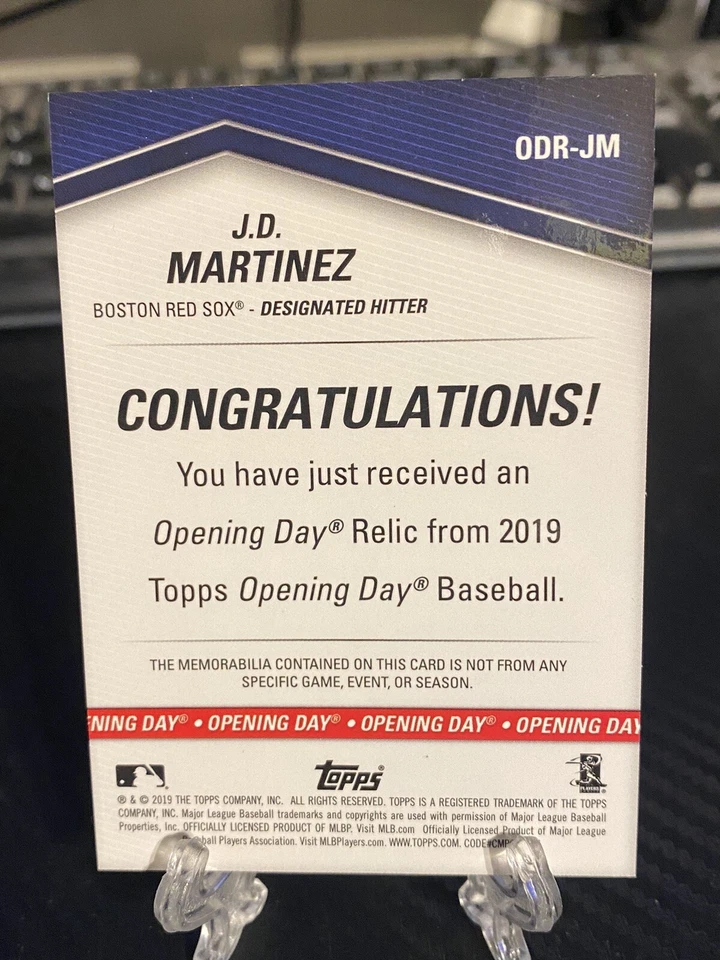 ODR-JM
J.D.
MARTINEZ
BOSTON RED SOX® - DESIGNATED HITTER
CONGRATULATIONS!
You have just received an
Opening Day® Relic from 2019
Topps Opening Day® Baseball.
THE MEMORABILIA CONTAINED ON THIS CARD IS NOT FROM ANY
SPECIFIC GAME, EVENT, OR SEASON.
NING DAY® • OPENING DAY® • OPENING DAY® • OPENING DAY
Topps®
PLAYERS
® & © 2019 THE TOPPS COMPANY, INC. ALL RIGHTS RESERVED. TOPPS IS A REGISTERED TRADEMARK OF THE TOPPS
COMPANY, INC. Major League Baseball trademarks and copyrights are used with permission of Major League Baseball
Properties, Inc. OFFICIALLY LICENSED PRODUCT OF MLBP. Visit MLB.com Officially Licensed Product of Major League
ball Players Association. Visit MLBPlayers.com. WWW.TOPPS.COM. CODE#CMP